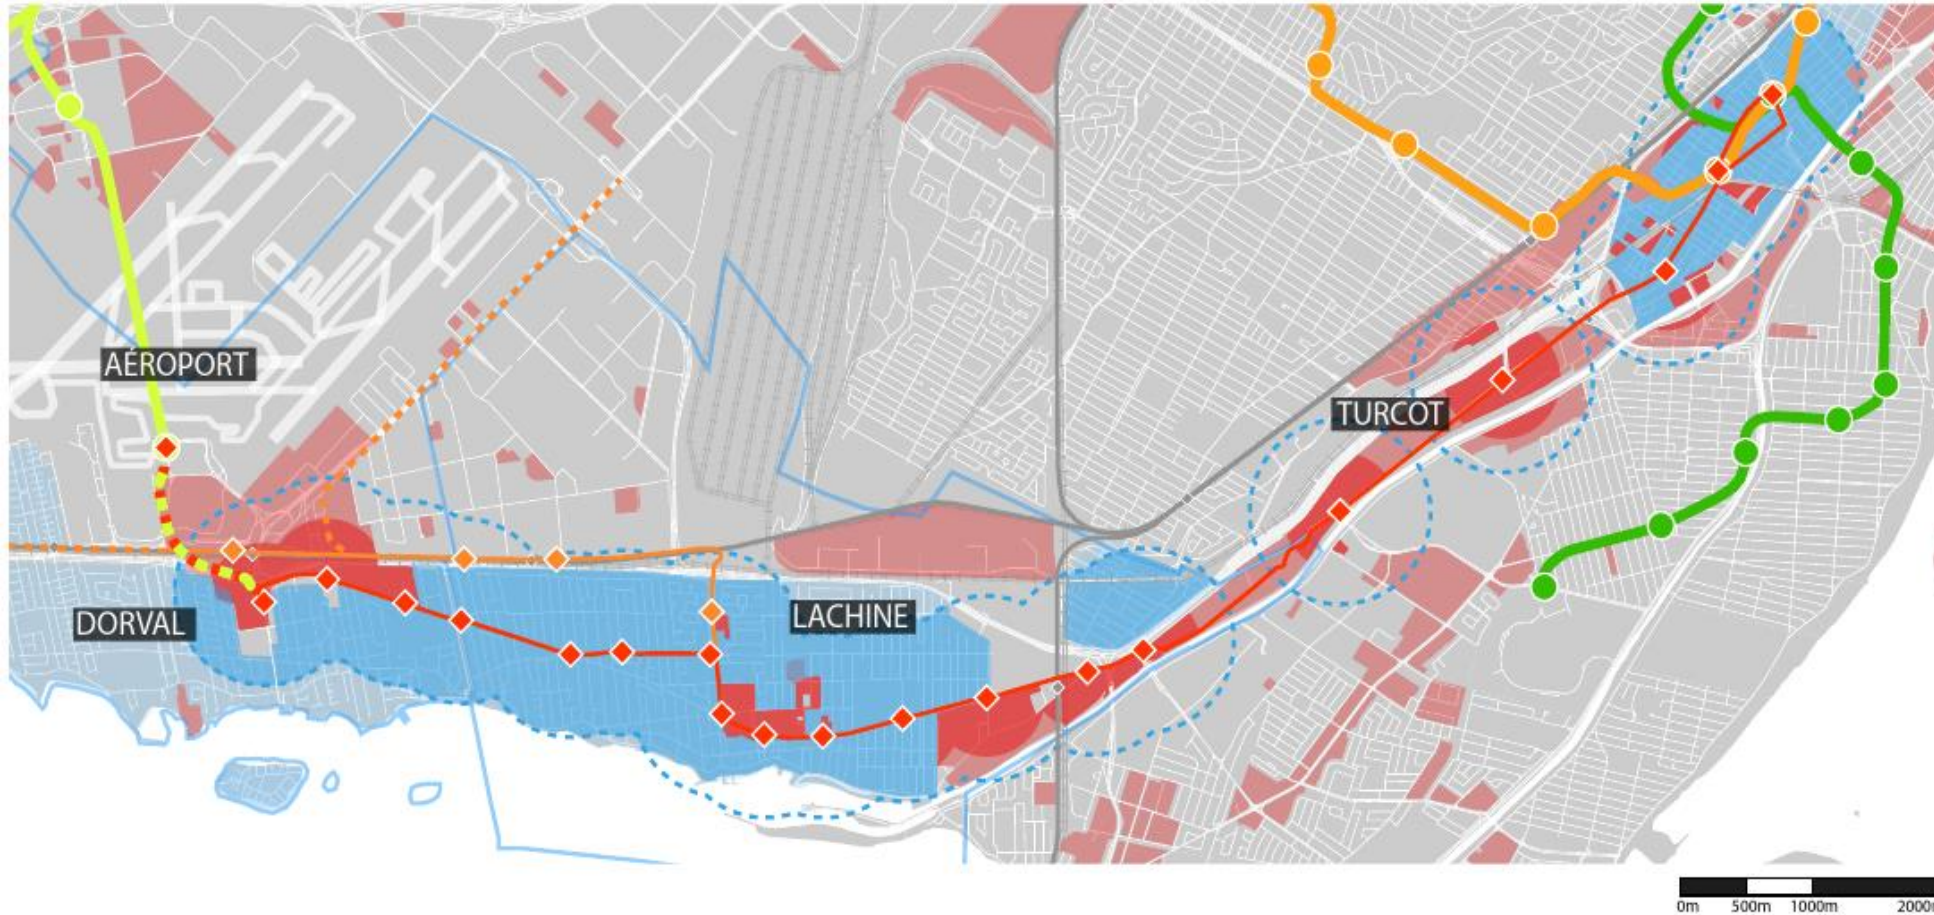 AÉROPORT
TURCOT
DORVAL
LACHINE
0m 500m 1000m 2000m